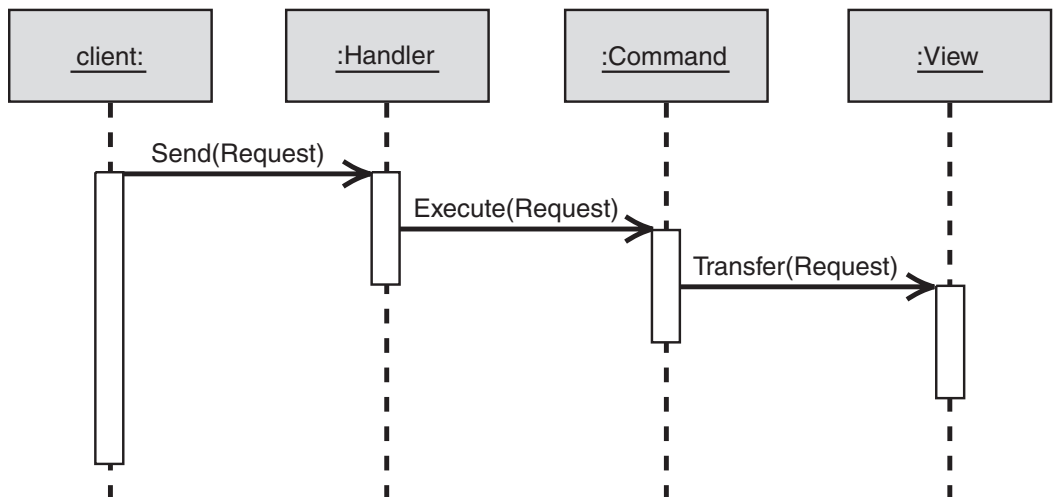 client:
:Handler
:Command
:View
Send(Request)
Execute(Request)
Transfer(Request)